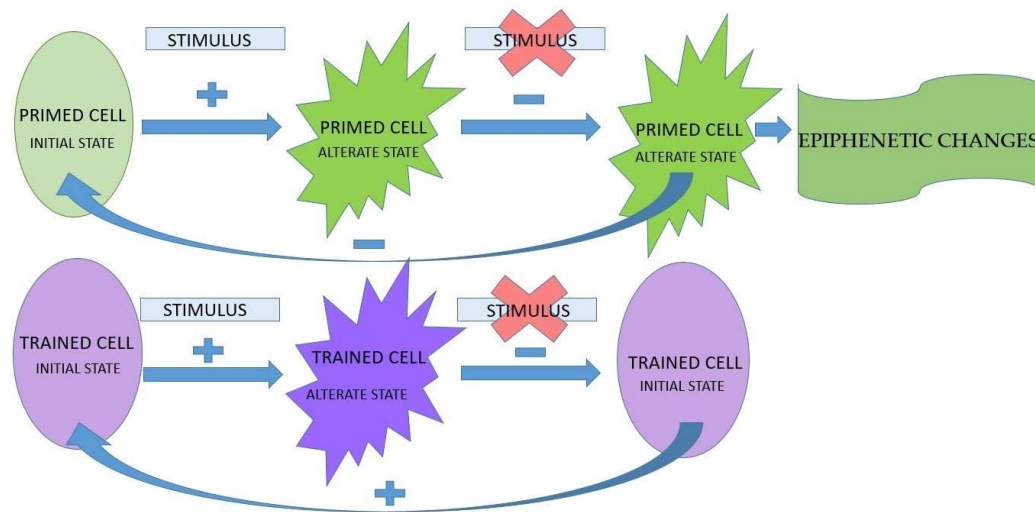 STIMULUS
STIMULUS
PRIMED CELL
INITIAL STATE
PRIMED CELL
ALTERATE STATE
PRIMED CELL
ALTERATE STATE
EPIPHENETIC CHANGES
STIMULUS
STIMULUS
TRAINED CELL
INITIAL STATE
TRAINED CELL
ALTERATE STATE
TRAINED CELL
INITIAL STATE